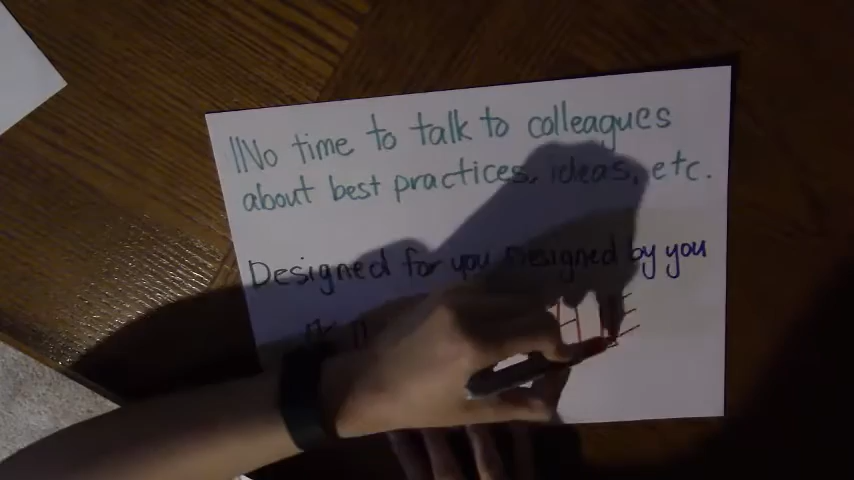 No time to talk to colleagues
about best practices, ideas, etc.
Designed for you Designed by you